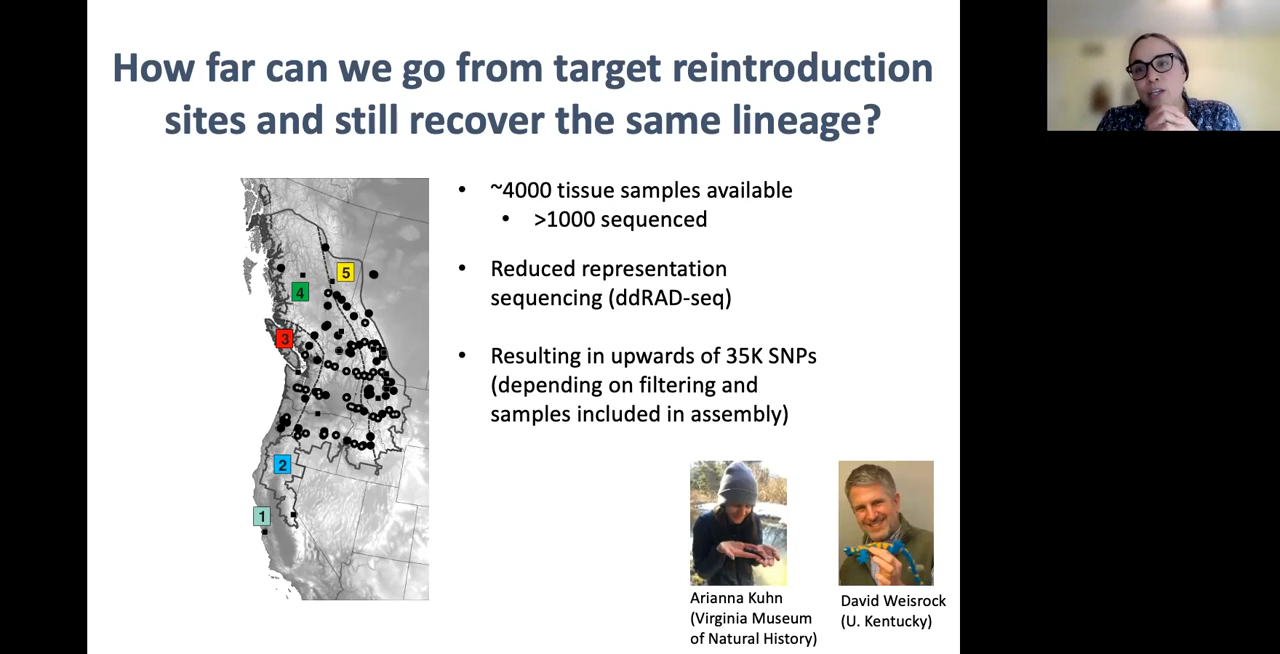 How far can we go from target reintroduction
sites and still recover the same lineage?
• ~4000 tissue samples available
• >1000 sequenced
• Reduced representation
sequencing (ddRAD-seq)
• Resulting in upwards of 35K SNPs
(depending on filtering and
samples included in assembly)
5
4
3
2
1
Arianna Kuhn
(Virginia Museum
of Natural History)
David Weisrock
(U. Kentucky)